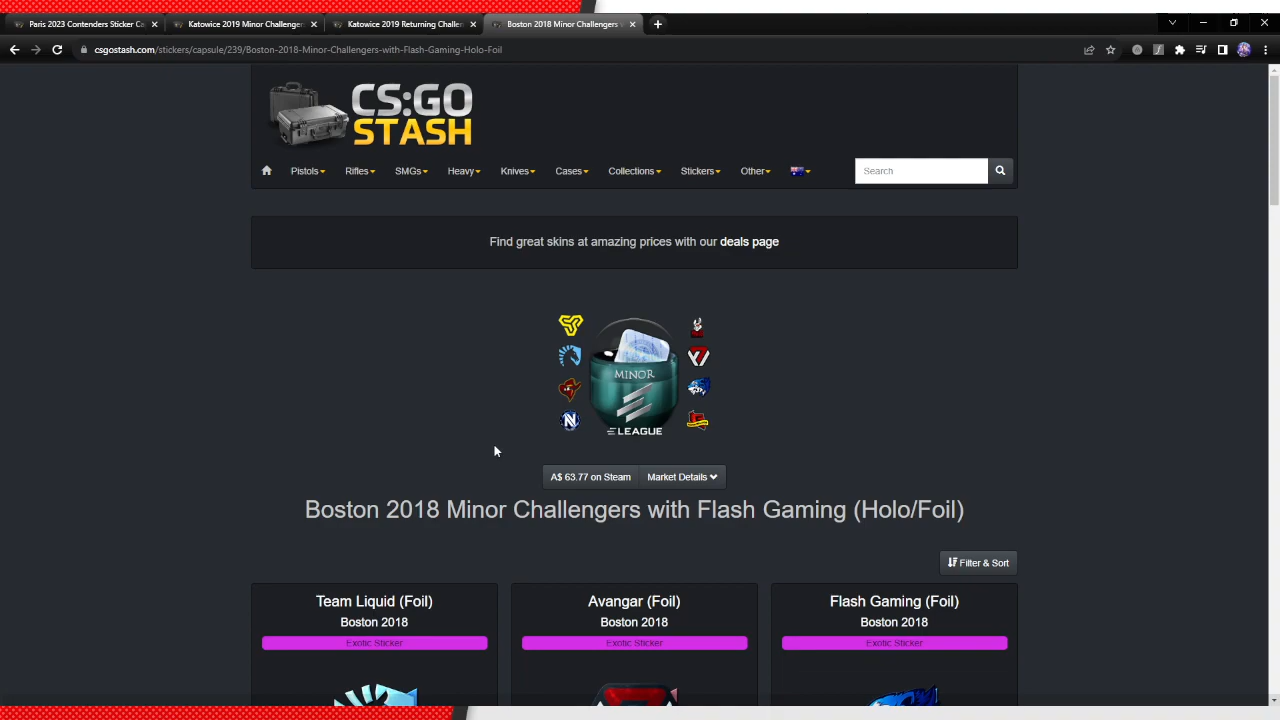 Paris 2023 Contenders Sticker Ca
Katowice 2019 Minor Challengers
Katowice 2019 Returning Challen
Boston 2018 Minor Challengers
csgostash.com/stickers/capsule/239/Boston-2018-Minor-Challengers-with-Flash-Gaming-Holo-Foil
CS:GO
STASH
Pistols Rifles SMGs Heavy Knives Cases Collections Stickers Other Search
Find great skins at amazing prices with our deals page
MINOR
ELEAGUE
A$ 63.77 on Steam Market Details
Boston 2018 Minor Challengers with Flash Gaming (Holo/Foil)
Filter & Sort
Team Liquid (Foil)
Boston 2018
Exotic Sticker
Avangar (Foil)
Boston 2018
Exotic Sticker
Flash Gaming (Foil)
Boston 2018
Exotic Sticker